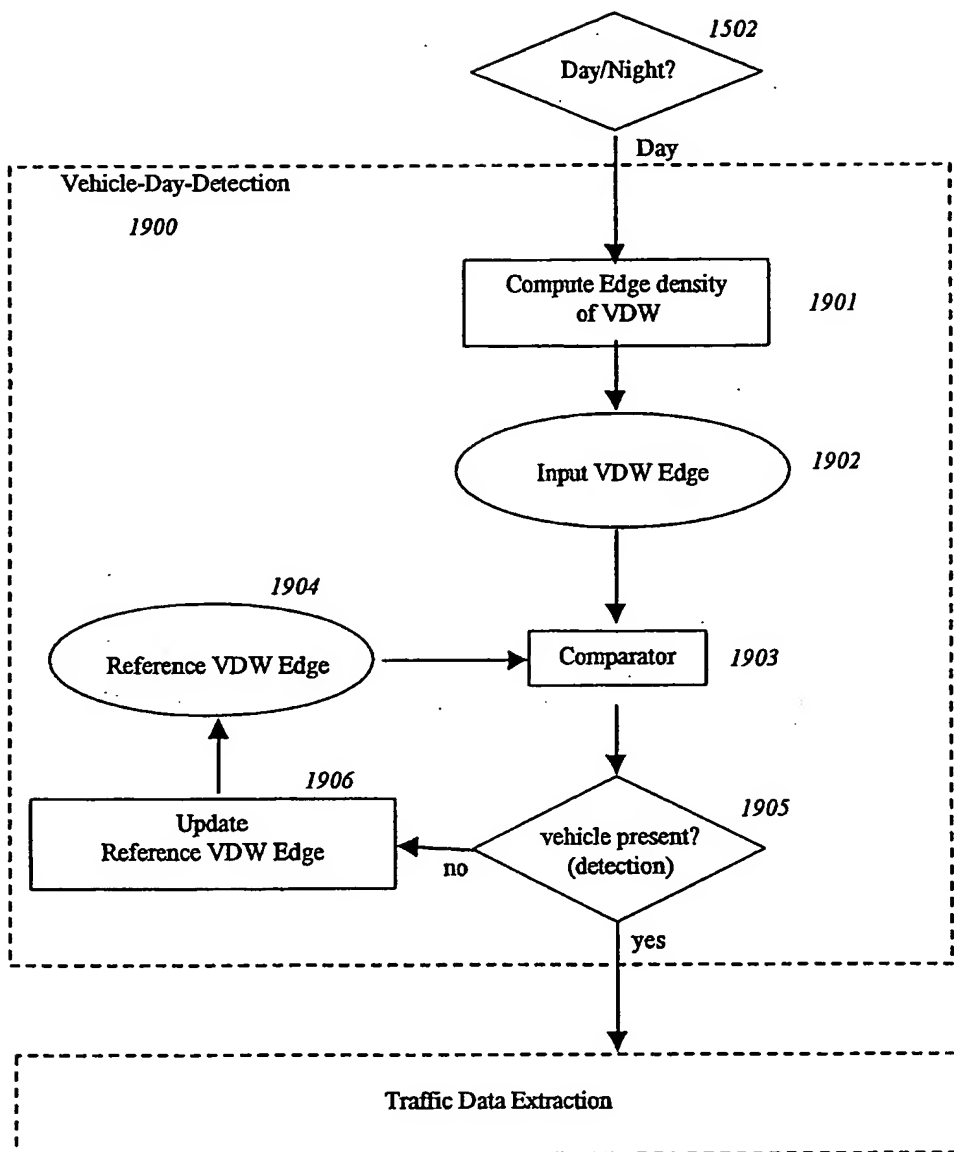 1502
Day/Night?
Day
Vehicle-Day-Detection
1900
Compute Edge density
of VDW
1901
Input VDW Edge
1902
1904
Reference VDW Edge
Comparator
1903
1906
Update
Reference VDW Edge
1905
vehicle present?
(detection)
no
yes
Traffic Data Extraction